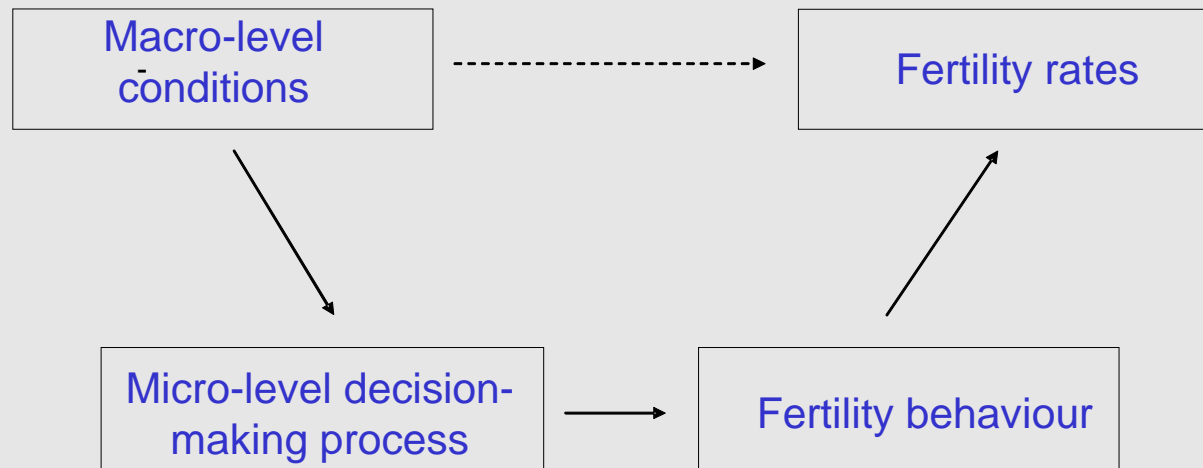 Macro-level
conditions
-
Fertility rates
Micro-level decision-
making process
Fertility behaviour